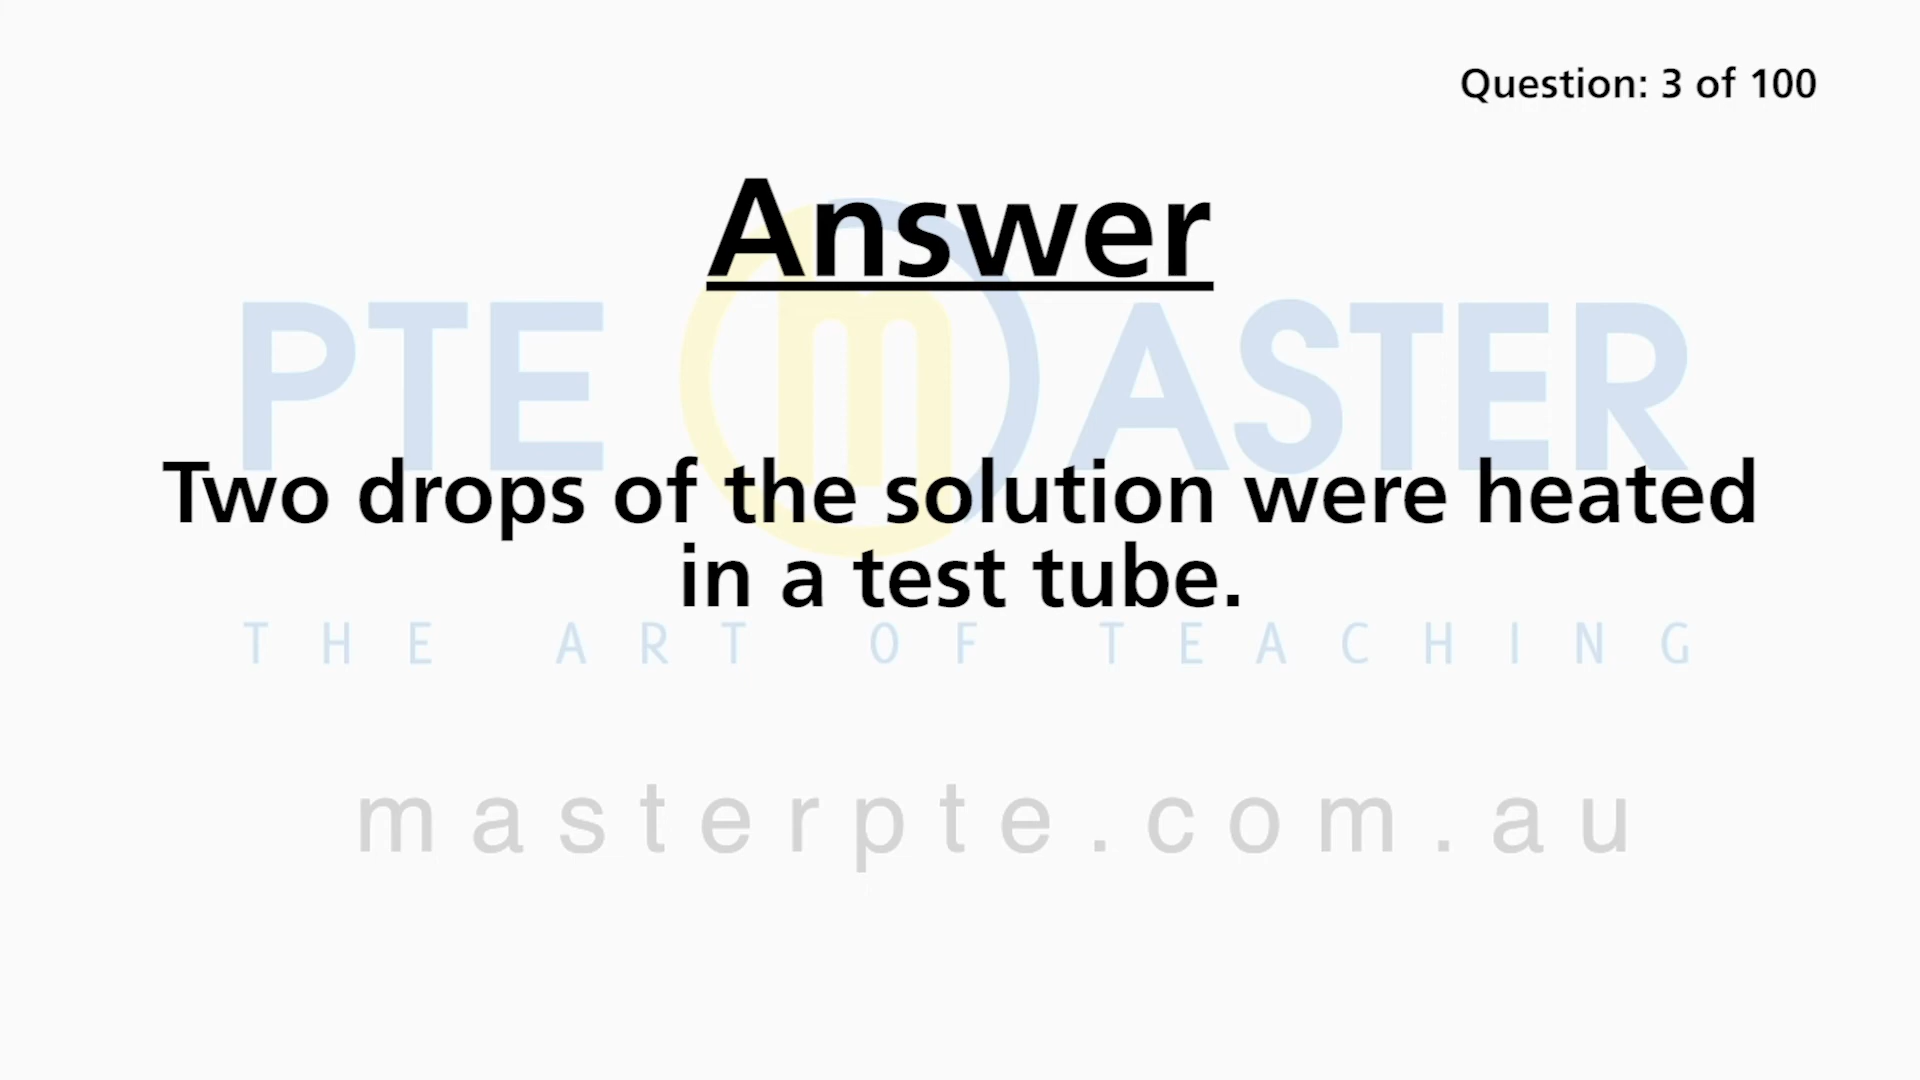 Question: 3 of 100
Answer
PTE mASTER
Two drops of the solution were heated
in a test tube.
THE ART OF TEACHING
masterpte.com.au